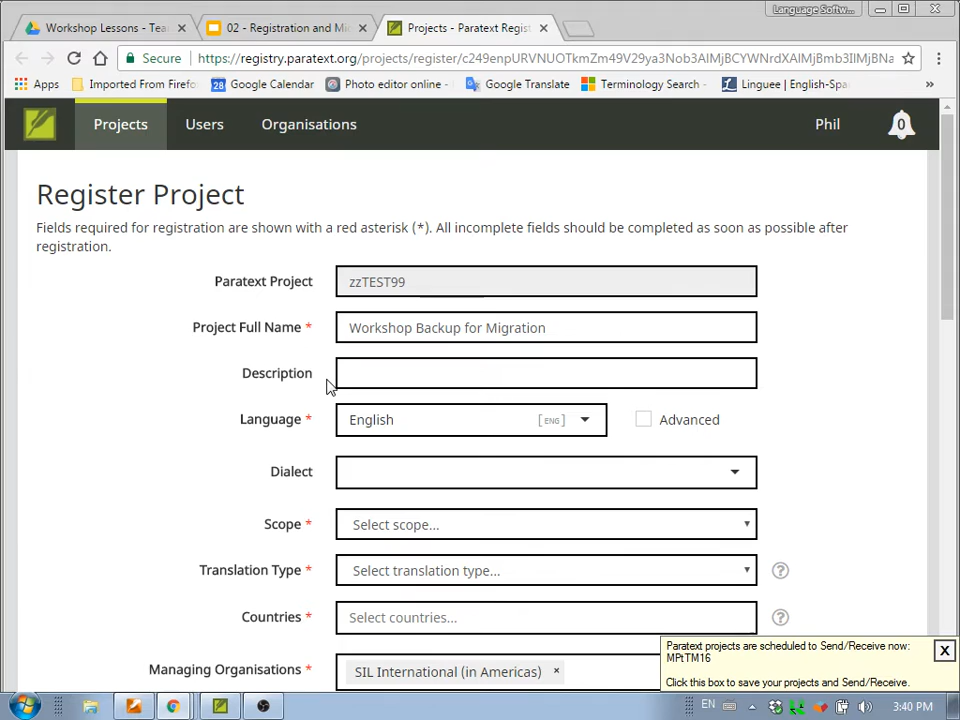 Language Softw...
Workshop Lessons - Tea
02 - Registration and Mi
Projects - Paratext Regist
Secure
https://registry.paratext.org/projects/register/c249enpURVNUOTkmZm49V29ya3Nob3AlMjBCYWNrdXAlMjBmb3IlMjBNa
Apps
Imported From Firefo
28
Google Calendar
Photo editor online
Google Translate
Terminology Search -
Linguee | English-Spa
»
Projects
Users
Organisations
Phil
0
Register Project
Fields required for registration are shown with a red asterisk (*). All incomplete fields should be completed as soon as possible after
registration.
Paratext Project
zzTEST99
Project Full Name *
Workshop Backup for Migration
Description
Language *
English [ENG]
Advanced
Dialect
Scope *
Select scope...
Translation Type *
Select translation type...
?
Countries *
Select countries...
?
Managing Organisations *
SIL International (in Americas) ×
Paratext projects are scheduled to Send/Receive now:
MPtTM16
X
Click this box to save your projects and Send/Receive.
EN
3:40 PM